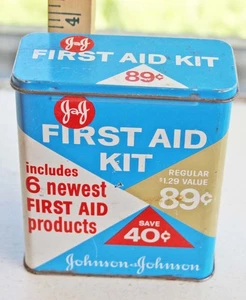 4
J&J
FIRST AID KIT
89¢
J&J
FIRST AID
KIT
includes
6 newest
FIRST AID
products
REGULAR
$1.29 VALUE
89¢
SAVE
40¢
Johnson & Johnson